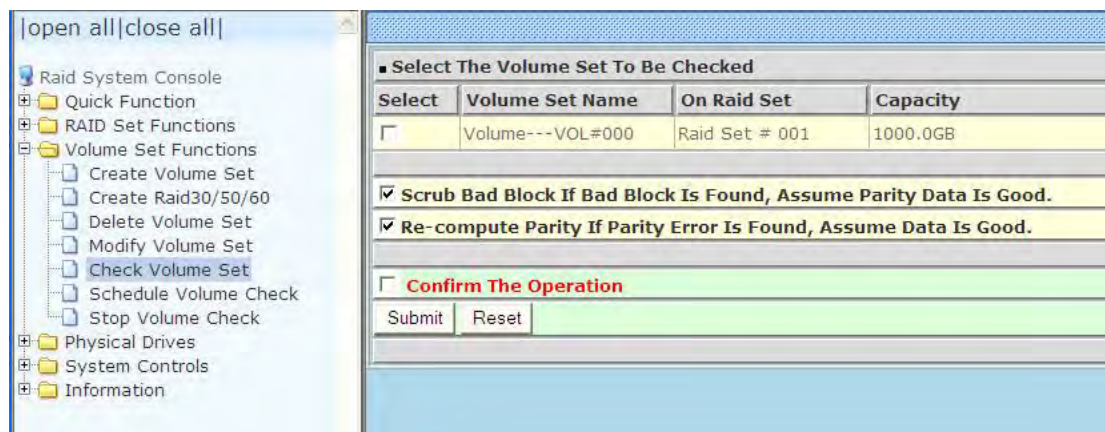 |open all|close all|
Raid System Console
Quick Function
RAID Set Functions
Volume Set Functions
Create Volume Set
Create Raid30/50/60
Delete Volume Set
Modify Volume Set
Check Volume Set
Schedule Volume Check
Stop Volume Check
Physical Drives
System Controls
Information
Select The Volume Set To Be Checked
Select Volume Set Name On Raid Set Capacity
Volume---VOL#000 Raid Set # 001 1000.0GB
Scrub Bad Block If Bad Block Is Found, Assume Parity Data Is Good.
Re-compute Parity If Parity Error Is Found, Assume Data Is Good.
Confirm The Operation
Submit Reset